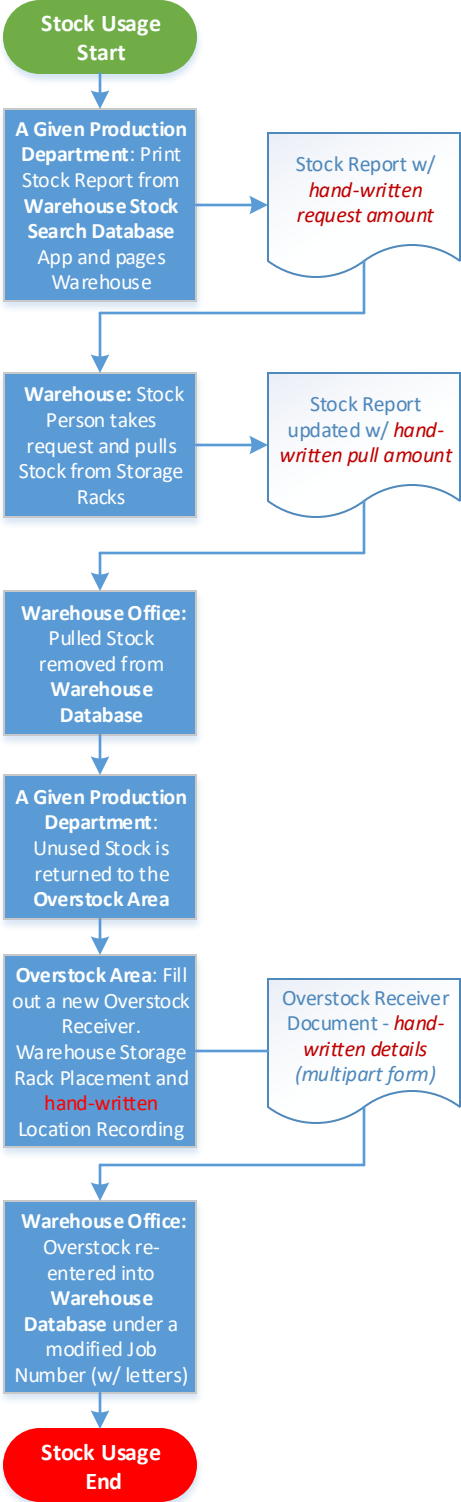 Stock Usage
Start
A Given Production
Department: Print
Stock Report from
Warehouse Stock
Search Database
App and pages
Warehouse
Stock Report w/
hand-written
request amount
Warehouse: Stock
Person takes
request and pulls
Stock from Storage
Racks
Stock Report
updated w/ hand-
written pull amount
Warehouse Office:
Pulled Stock
removed from
Warehouse
Database
A Given Production
Department:
Unused Stock is
returned to the
Overstock Area
Overstock Area: Fill
out a new Overstock
Receiver.
Warehouse Storage
Rack Placement and
hand-written
Location Recording
Overstock Receiver
Document - hand-
written details
(multipart form)
Warehouse Office:
Overstock re-
entered into
Warehouse
Database under a
modified Job
Number (w/ letters)
Stock Usage
End